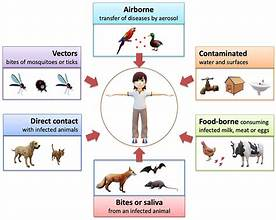 Airborne
transfer of diseases by aerosol
Vectors
bites of mosquitoes or ticks
Contaminated
water and surfaces
Direct contact
with infected animals
Food-borne consuming
infected milk, meat or eggs
Bites or saliva
from an infected animal